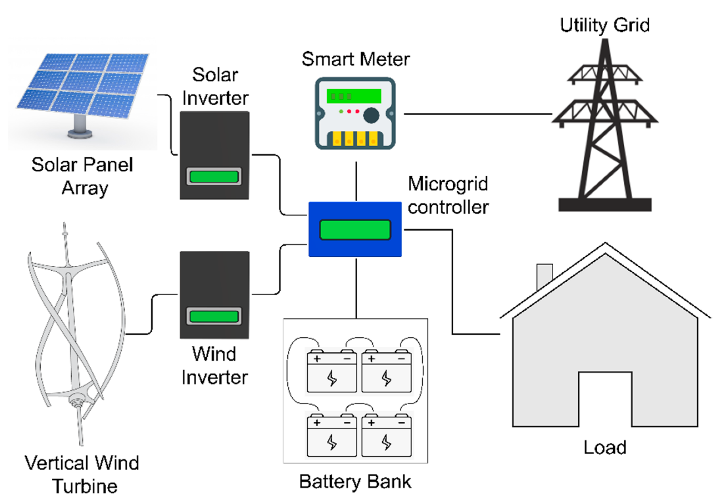 Utility Grid
Smart Meter
Solar
Inverter
Solar Panel
Array
Microgrid
controller
Wind
Inverter
Vertical Wind
Turbine
Battery Bank
Load
+ −
+ −
+ −
+ −